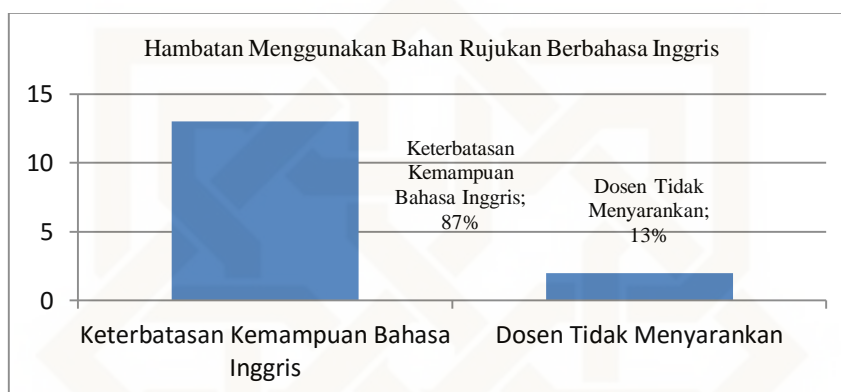 Hambatan Menggunakan Bahan Rujukan Berbahasa Inggris
15
10
5
0
Keterbatasan
Kemampuan
Bahasa Inggris;
87%
Dosen Tidak
Menyarankan;
13%
Keterbatasan Kemampuan Bahasa
Inggris
Dosen Tidak Menyarankan